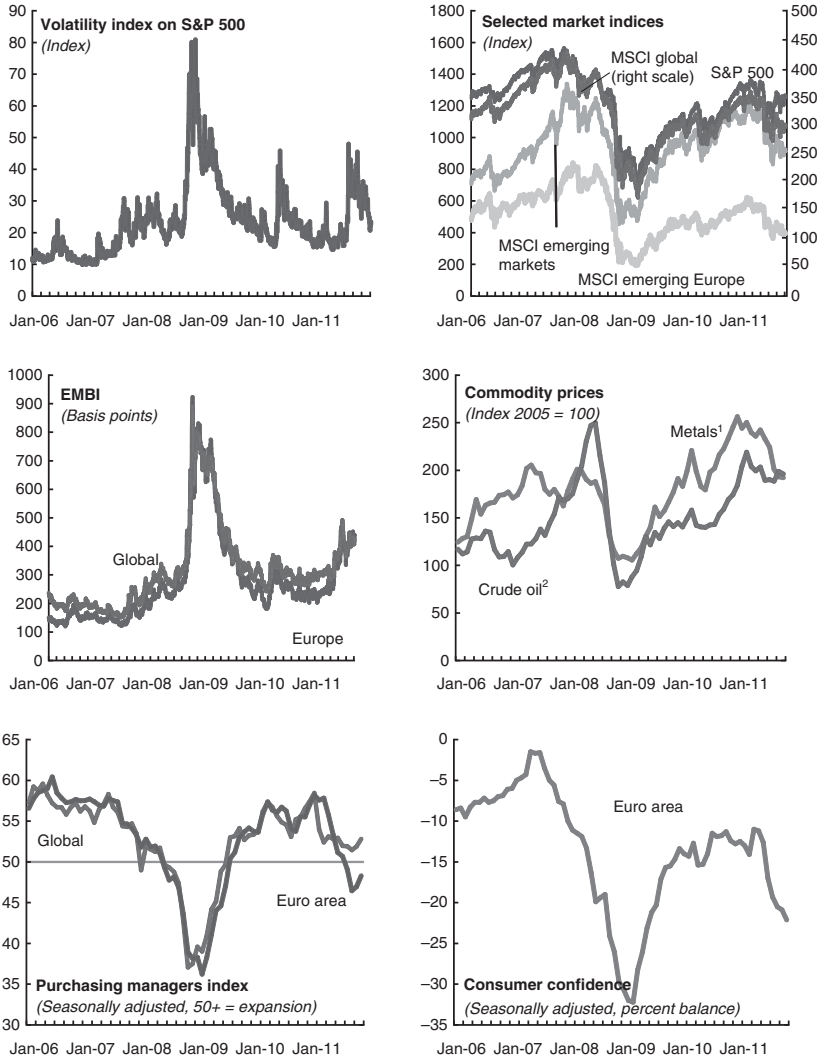 Volatility index on S&P 500
(Index)
90
80
70
60
50
40
30
20
10
0
Jan-06 Jan-07 Jan-08 Jan-09 Jan-10 Jan-11
Selected market indices
(Index)
1800
1600
1400
1200
1000
800
600
400
200
0
500
450
400
350
300
250
200
150
100
50
0
MSCI global
(right scale)
S&P 500
MSCI emerging
markets
MSCI emerging Europe
Jan-06 Jan-07 Jan-08 Jan-09 Jan-10 Jan-11
EMBI
(Basis points)
1000
900
800
700
600
500
400
300
200
100
0
Global
Europe
Jan-06 Jan-07 Jan-08 Jan-09 Jan-10 Jan-11
Commodity prices
(Index 2005 = 100)
300
250
200
150
100
50
0
Metals¹
Crude oil²
Jan-06 Jan-07 Jan-08 Jan-09 Jan-10 Jan-11
65
60
55
50
45
40
35
30
Global
Euro area
Purchasing managers index
(Seasonally adjusted, 50+ = expansion)
Jan-06 Jan-07 Jan-08 Jan-09 Jan-10 Jan-11
0
–5
–10
–15
–20
–25
–30
–35
Euro area
Consumer confidence
(Seasonally adjusted, percent balance)
Jan-06 Jan-07 Jan-08 Jan-09 Jan-10 Jan-11